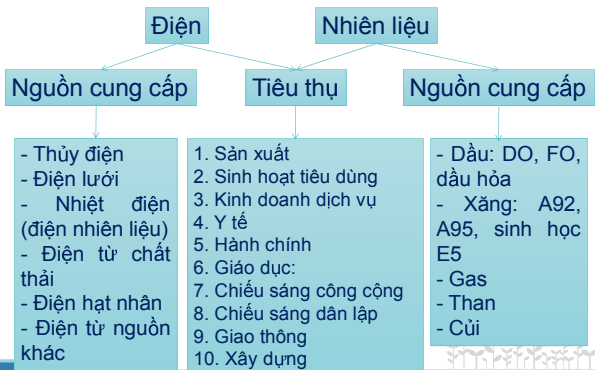 Điện
Nhiên liệu
Nguồn cung cấp
Tiêu thụ
Nguồn cung cấp
- Thủy điện
- Điện lưới
- Nhiệt điện
(điện nhiên liệu)
- Điện từ chất
thải
- Điện hạt nhân
- Điện từ nguồn
khác
1. Sản xuất
2. Sinh hoạt tiêu dùng
3. Kinh doanh dịch vụ
4. Y tế
5. Hành chính
6. Giáo dục:
7. Chiếu sáng công cộng
8. Chiếu sáng dân lập
9. Giao thông
10. Xây dựng
- Dầu: DO, FO,
dầu hỏa
- Xăng: A92,
A95, sinh học
E5
- Gas
- Than
- Củi